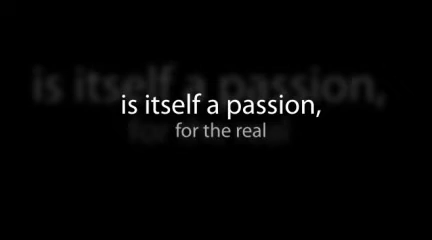 is itself a passion,
for the real